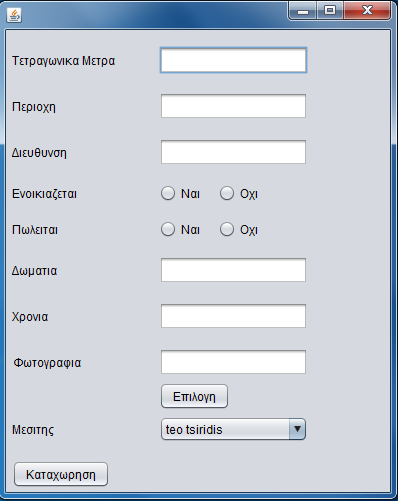 Τετραγωνικα Μετρα
Περιοχη
Διευθυνση
Ενοικιαζεται Ναι Οχι
Πωλειται Ναι Οχι
Δωματια
Χρονια
Φωτογραφια
Επιλογη
Μεσιτης teo tsiridis
Καταχωρηση